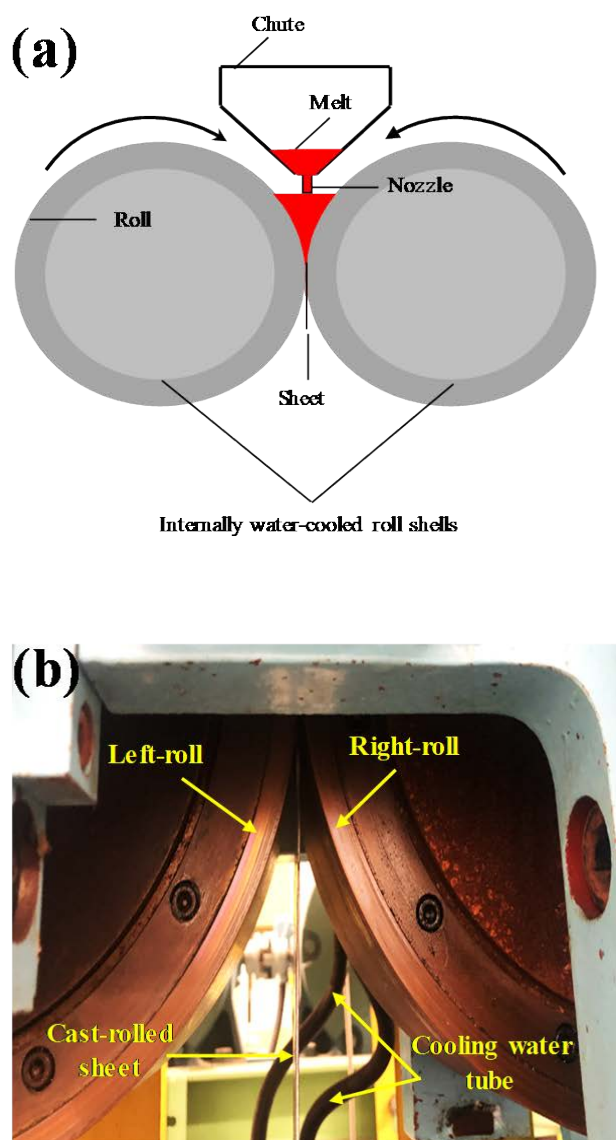 (a)
Chute
Melt
Nozzle
Roll
Sheet
Internally water-cooled roll shells
(b)
Left-roll
Right-roll
Cast-rolled
sheet
Cooling water
tube